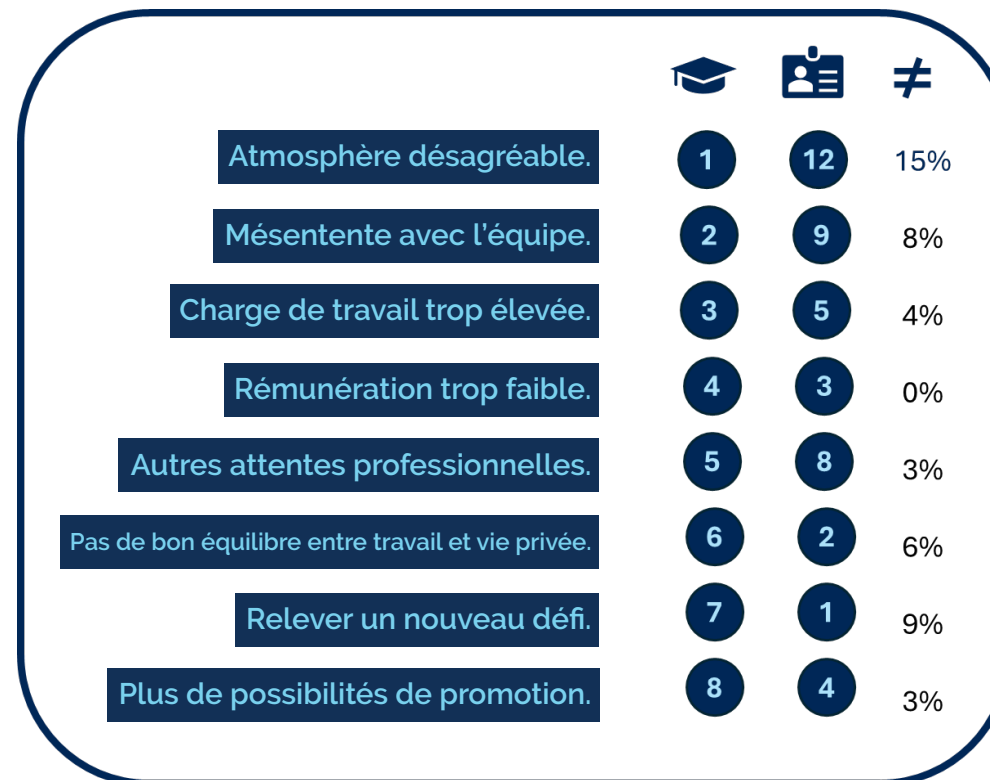 ≠
Atmosphère désagréable. 1 12 15%
Mésentente avec l'équipe. 2 9 8%
Charge de travail trop élevée. 3 5 4%
Rémunération trop faible. 4 3 0%
Autres attentes professionnelles. 5 8 3%
Pas de bon équilibre entre travail et vie privée. 6 2 6%
Relever un nouveau défi. 7 1 9%
Plus de possibilités de promotion. 8 4 3%